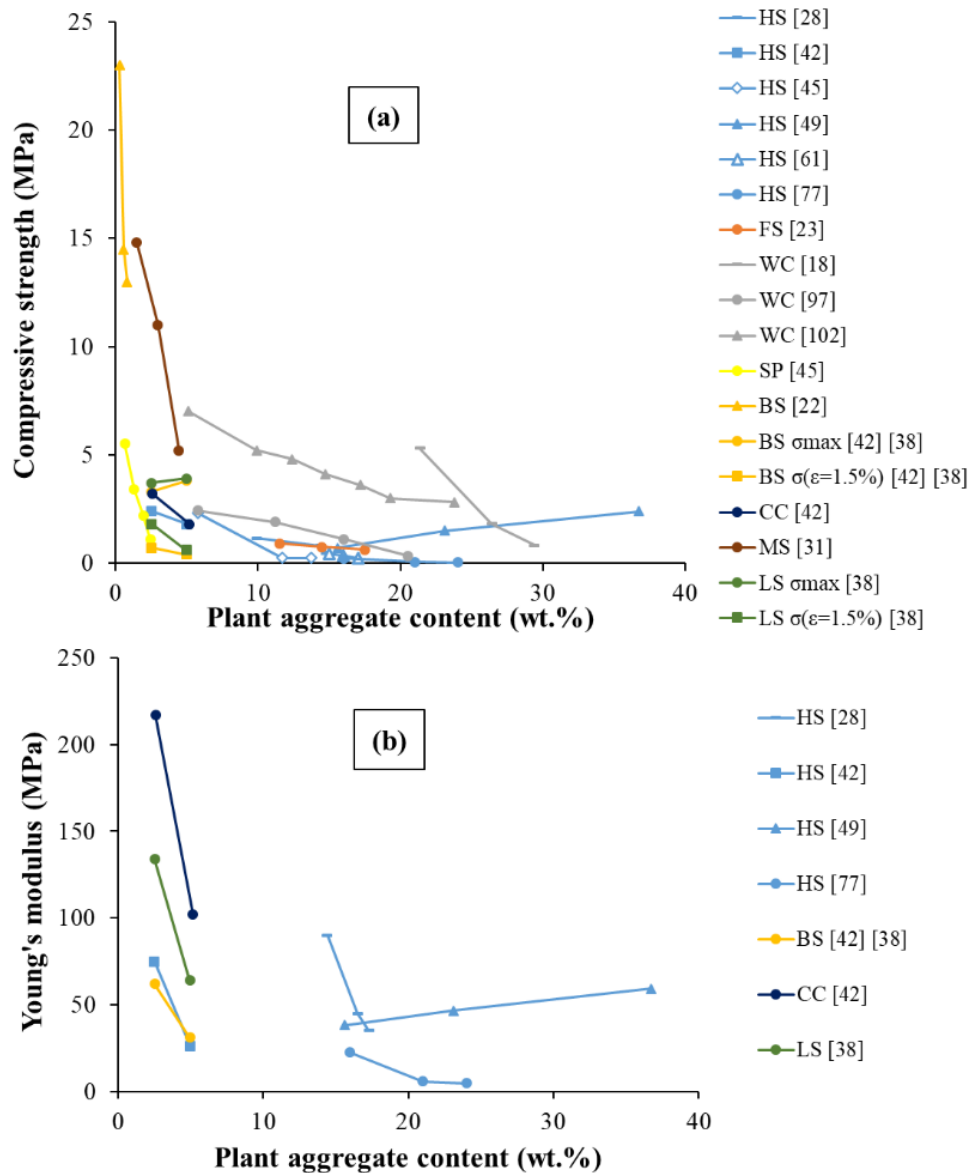 25
20
15
10
5
0
Compressive strength (MPa)
(a)
0 10 20 30 40
Plant aggregate content (wt.%)
HS [28]
HS [42]
HS [45]
HS [49]
HS [61]
HS [77]
FS [23]
WC [18]
WC [97]
WC [102]
SP [45]
BS [22]
BS σmax [42] [38]
BS σ(ε=1.5%) [42] [38]
CC [42]
MS [31]
LS σmax [38]
LS σ(ε=1.5%) [38]
250
200
150
100
50
0
Young's modulus (MPa)
(b)
0 10 20 30 40
Plant aggregate content (wt.%)
HS [28]
HS [42]
HS [49]
HS [77]
BS [42] [38]
CC [42]
LS [38]